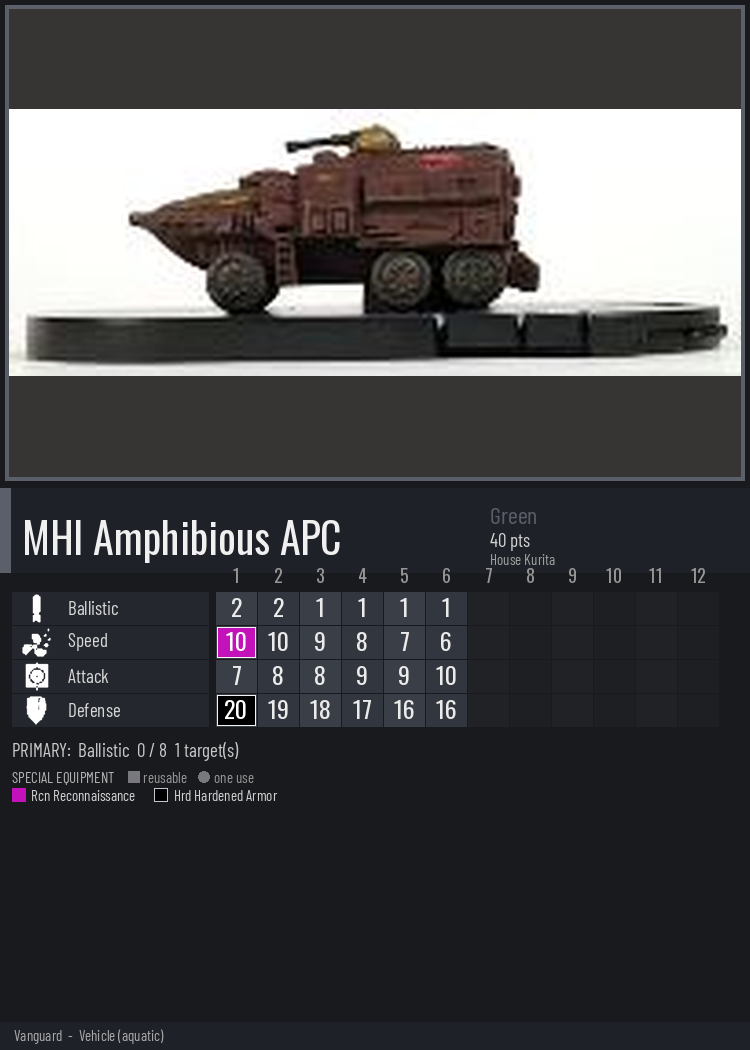 MHI Amphibious APC
Green
40 pts
House Kurita
1 2 3 4 5 6 7 8 9 10 11 12
Ballistic 2 2 1 1 1 1
Speed 10 10 9 8 7 6
Attack 7 8 8 9 9 10
Defense 20 19 18 17 16 16
PRIMARY: Ballistic 0 / 8 1 target(s)
SPECIAL EQUIPMENT reusable one use
Rcn Reconnaissance Hrd Hardened Armor
Vanguard - Vehicle (aquatic)